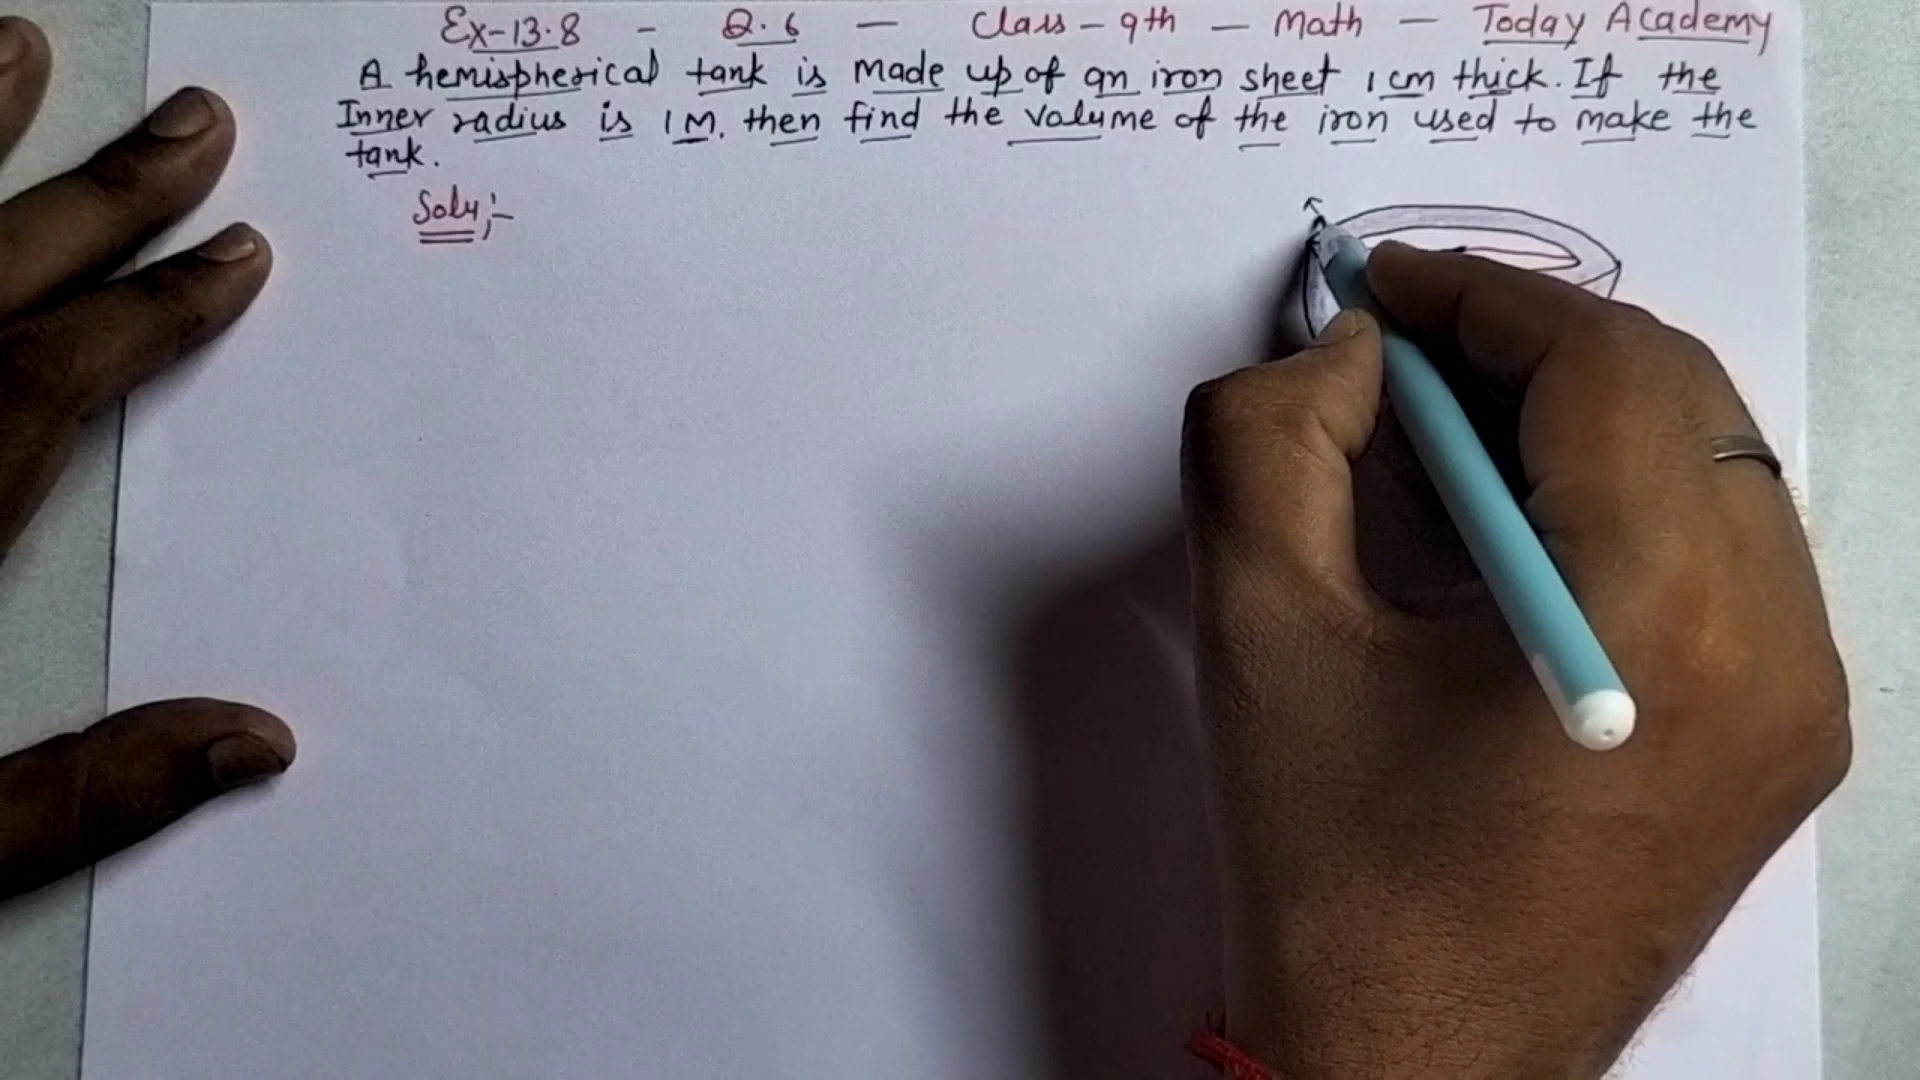 Ex-13.8 - Q.6 - Class-9th - Math - Today Academy
A hemispherical tank is made up of an iron sheet 1 cm thick. If the
Inner radius is 1 M, then find the volume of the iron used to make the
tank.
Soln;-